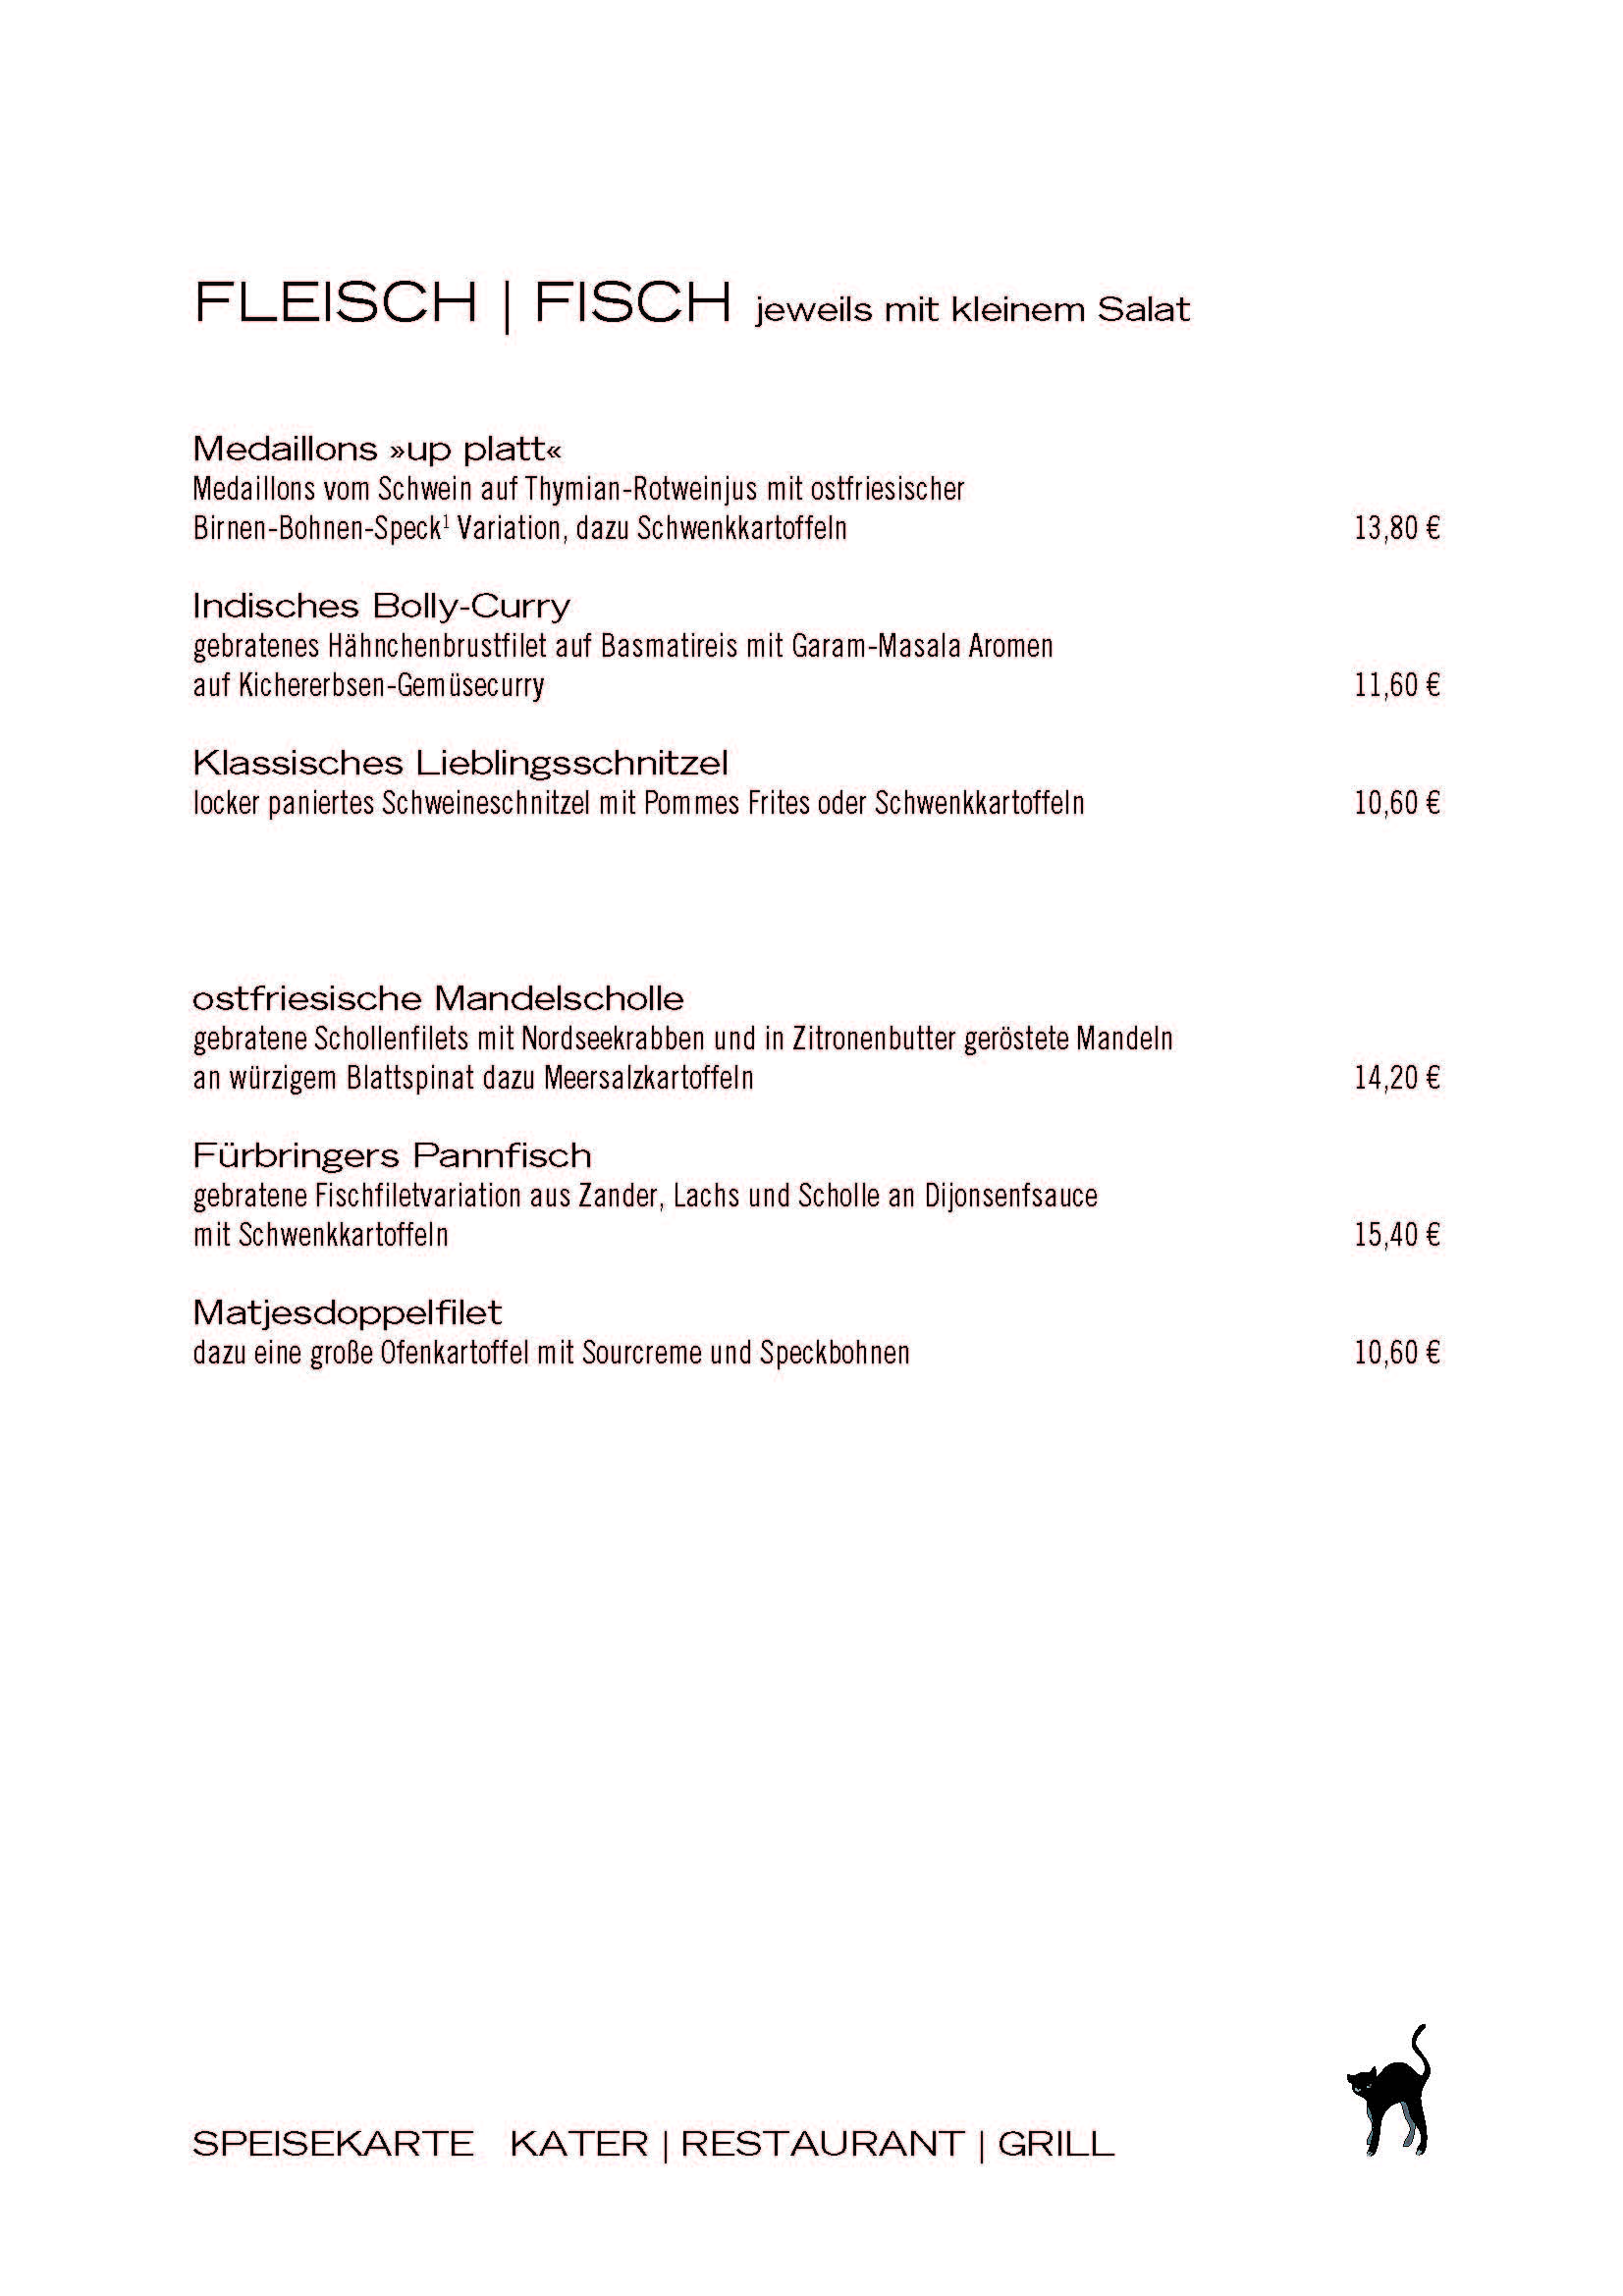 FLEISCH | FISCH jeweils mit kleinem Salat
Medaillons »up platt«
Medaillons vom Schwein auf Thymian-Rotweinjus mit ostfriesischer
Birnen-Bohnen-Speck¹ Variation, dazu Schwenkkartoffeln 13,80 €
Indisches Bolly-Curry
gebratenes Hähnchenbrustfilet auf Basmatireis mit Garam-Masala Aromen
auf Kichererbsen-Gemüsecurry 11,60 €
Klassisches Lieblingsschnitzel
locker paniertes Schweineschnitzel mit Pommes Frites oder Schwenkkartoffeln 10,60 €
ostfriesische Mandelscholle
gebratene Schollenfilets mit Nordseekrabben und in Zitronenbutter geröstete Mandeln
an würzigem Blattspinat dazu Meersalzkartoffeln 14,20 €
Fürbringers Pannfisch
gebratene Fischfiletvariation aus Zander, Lachs und Scholle an Dijonsenfsauce
mit Schwenkkartoffeln 15,40 €
Matjesdoppelfilet
dazu eine große Ofenkartoffel mit Sourcreme und Speckbohnen 10,60 €
SPEISEKARTE KATER | RESTAURANT | GRILL